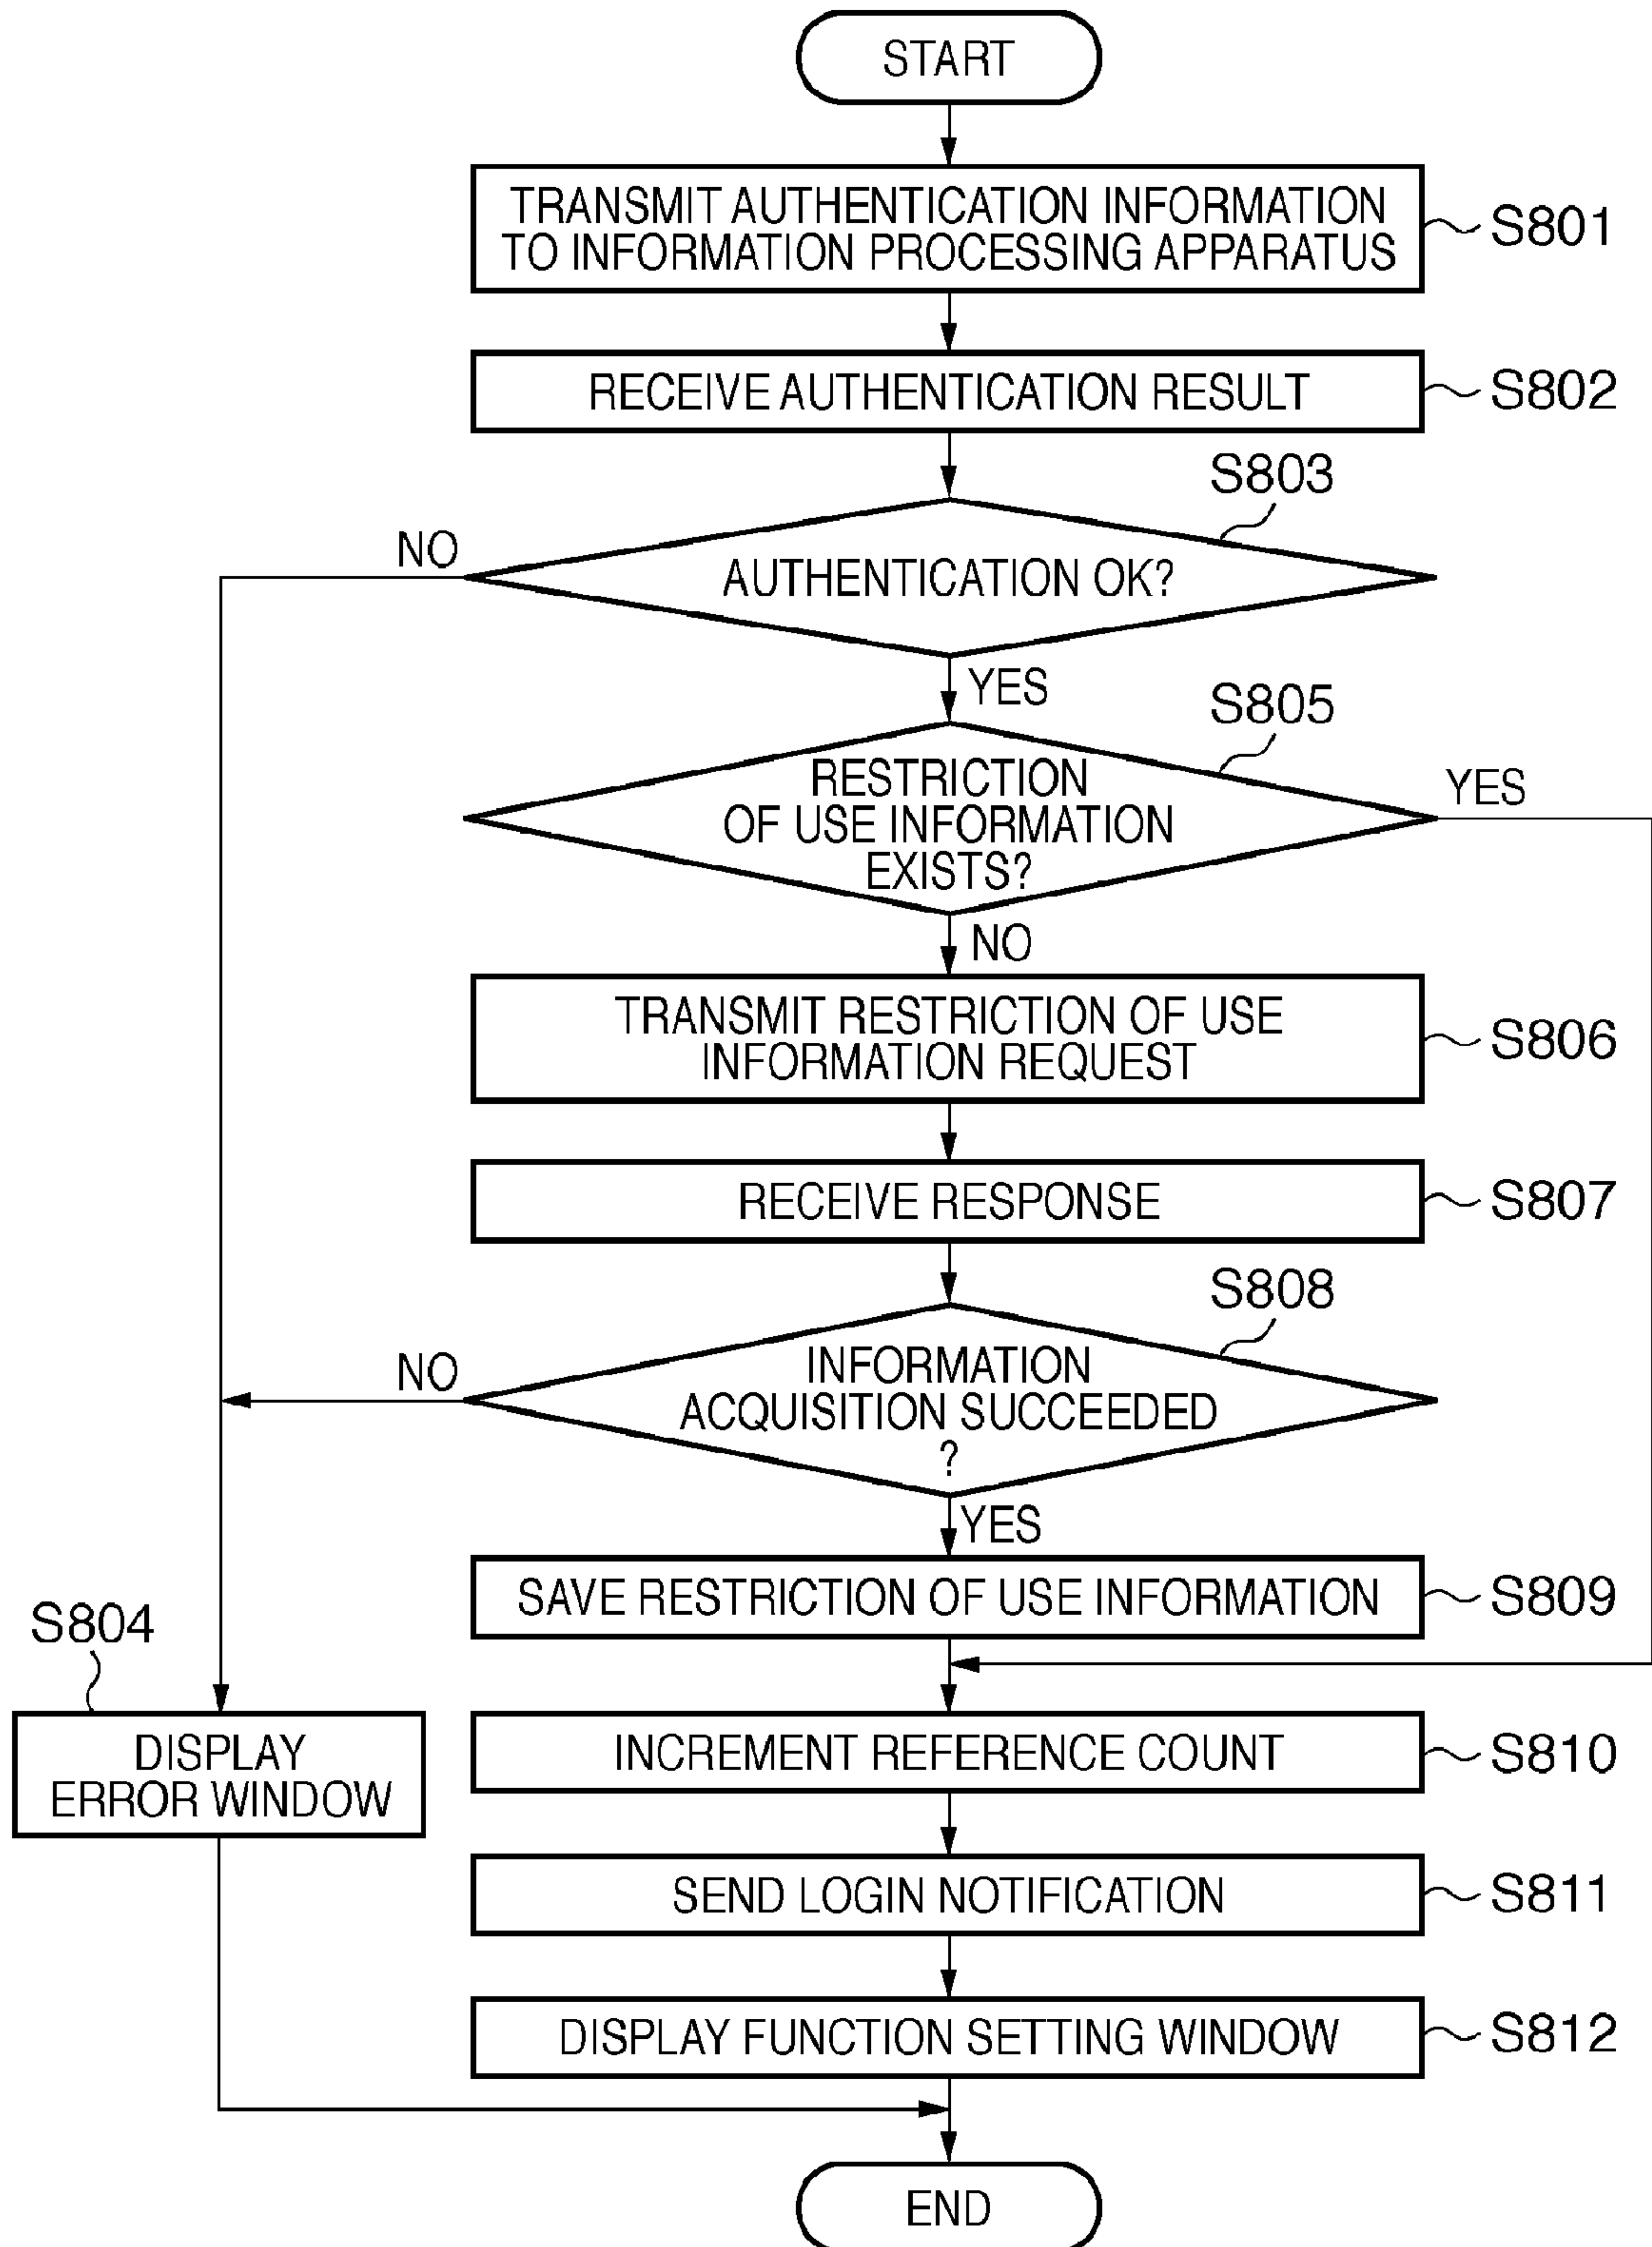 START
TRANSMIT AUTHENTICATION INFORMATION
TO INFORMATION PROCESSING APPARATUS
S801
RECEIVE AUTHENTICATION RESULT
S802
S803
NO
AUTHENTICATION OK?
YES
S805
RESTRICTION
OF USE INFORMATION
EXISTS?
YES
NO
TRANSMIT RESTRICTION OF USE
INFORMATION REQUEST
S806
RECEIVE RESPONSE
S807
S808
NO
INFORMATION
ACQUISITION SUCCEEDED
?
YES
SAVE RESTRICTION OF USE INFORMATION
S809
S804
DISPLAY
ERROR WINDOW
INCREMENT REFERENCE COUNT
S810
SEND LOGIN NOTIFICATION
S811
DISPLAY FUNCTION SETTING WINDOW
S812
END